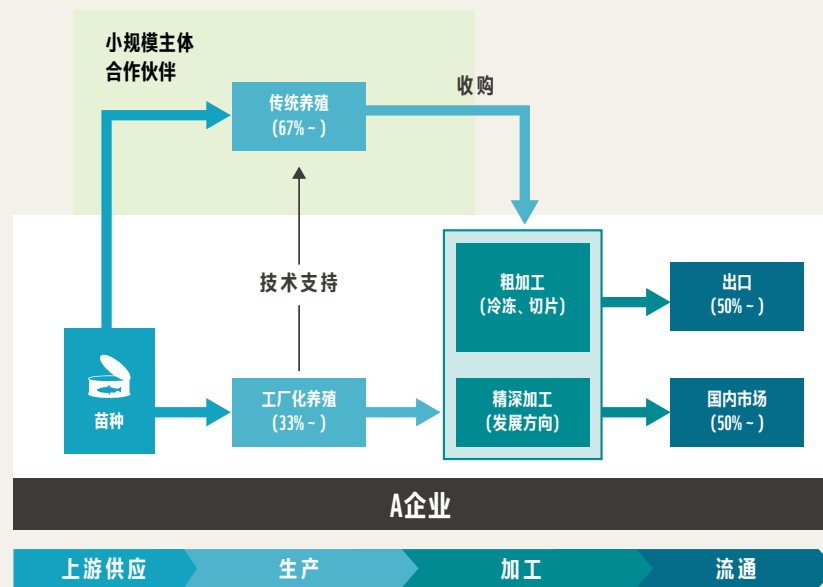 小规模主体
合作伙伴
传统养殖
(67% ~ )
收购
技术支持
苗种
工厂化养殖
(33% ~ )
粗加工
(冷冻、切片)
精深加工
(发展方向)
出口
(50% ~ )
国内市场
(50% ~ )
A企业
上游供应
生产
加工
流通